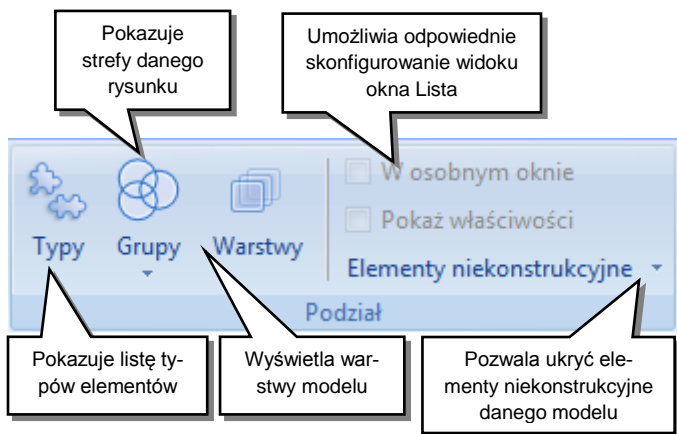 Pokazuje
strefy danego
rysunku
Umożliwia odpowiednie
skonfigurowanie widoku
okna Lista
W osobnym oknie
Pokaż właściwości
Typy
Grupy
Warstwy
Elementy niekonstrukcyjne
Podział
Pokazuje listę ty-
pów elementów
Wyświetla war-
stwy modelu
Pozwala ukryć ele-
menty niekonstrukcyjne
danego modelu